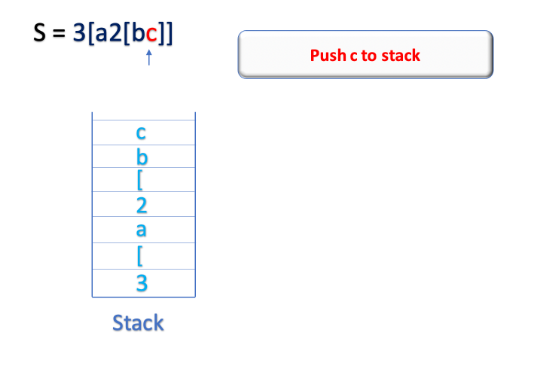 S = 3[a2[bc]]
Push c to stack
c
b
[
2
a
[
3
Stack